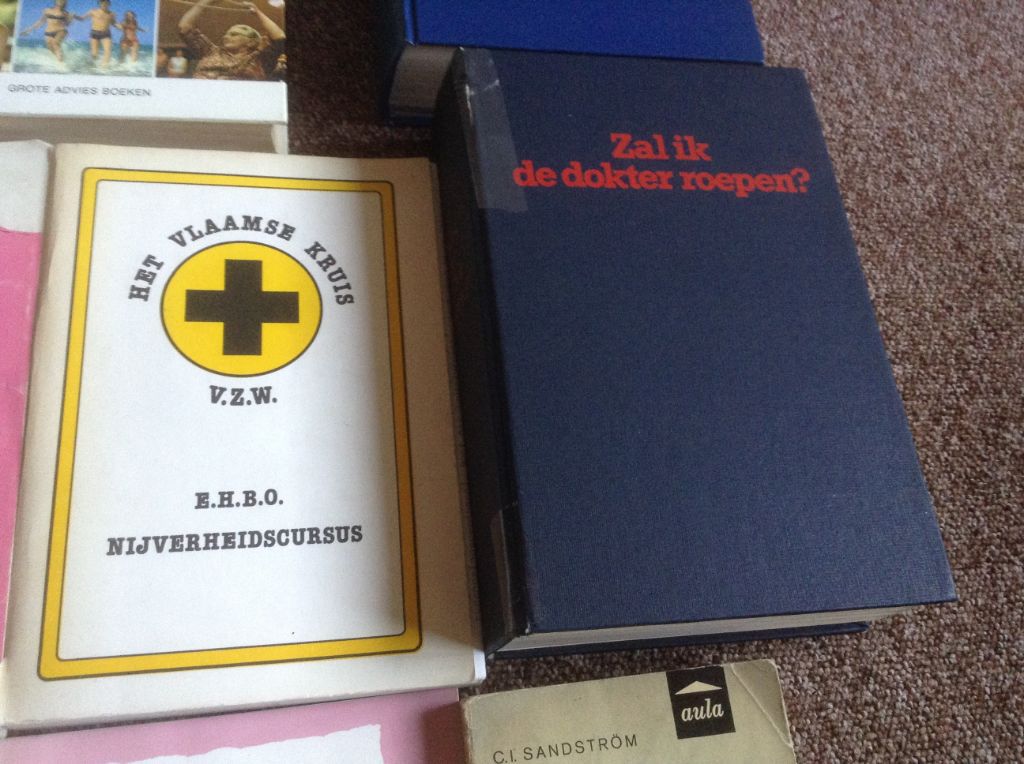 GROTE ADVIES BOEKEN
HET VLAAMSE KRUIS
V.Z.W.
E.H.B.O.
NIJVERHEIDSCURSUS
Zal ik
de dokter roepen?
aula
C.I. SANDSTRÖM